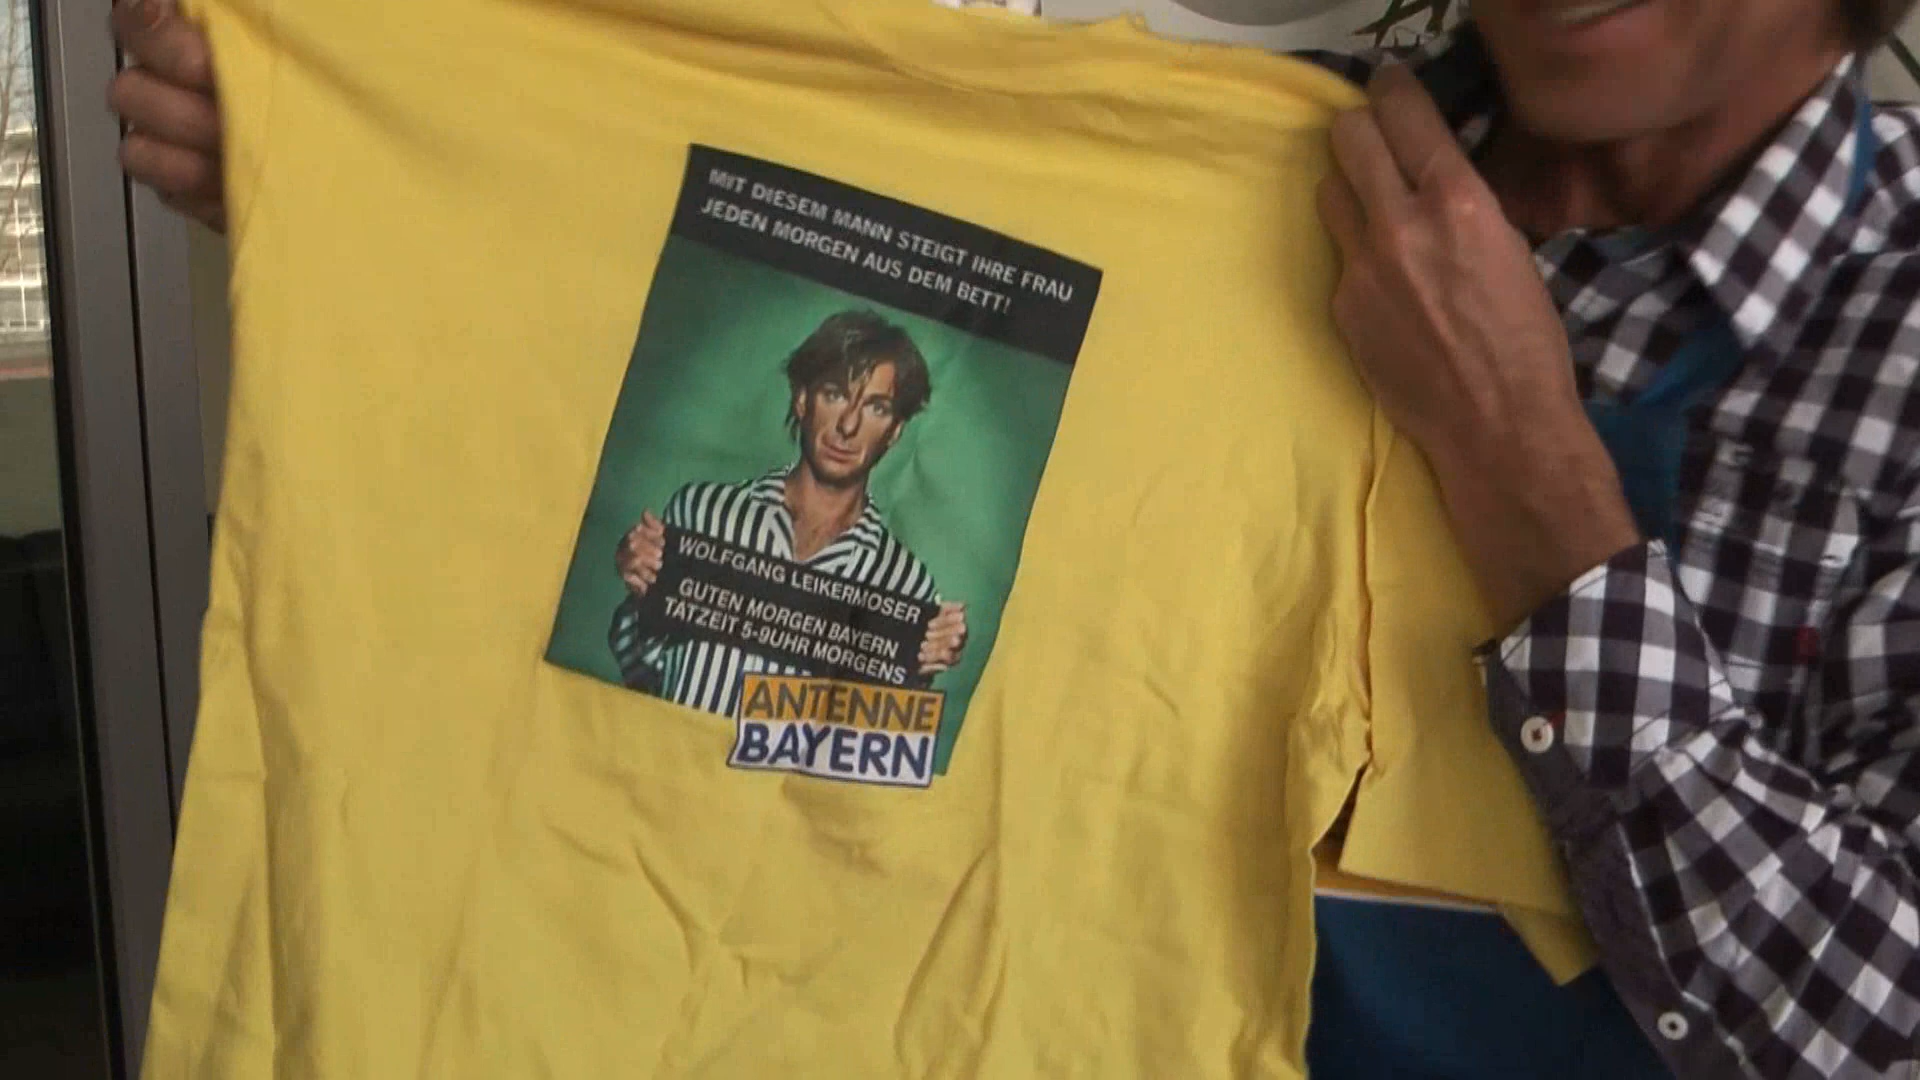 MIT DIESEM MANN STEIGT IHRE FRAU
JEDEN MORGEN AUS DEM BETT!
WOLFGANG LEIKERMOSER
GUTEN MORGEN BAYERN
TATZEIT 5-9UHR MORGENS
ANTENNE
BAYERN